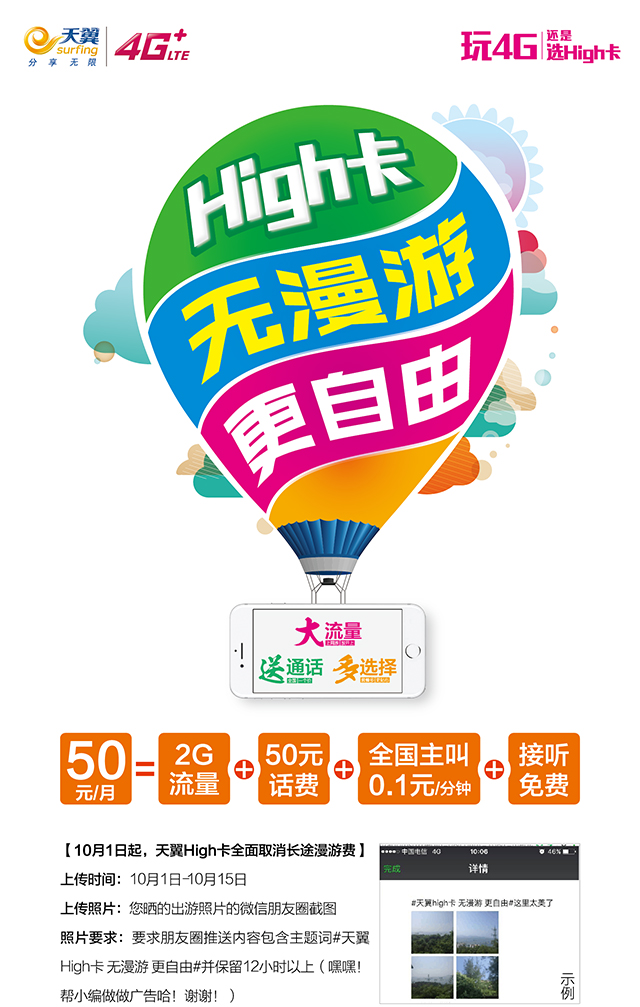 天翼
surfing
分享无限
4G+
LTE
玩4G
还是
选High卡
High卡
无漫游
更自由
大流量
送通话
多选择
50
元/月
=
2G
流量
+
50元
话费
+
全国主叫
0.1元/分钟
+
接听
免费
【10月1日起，天翼High卡全面取消长途漫游费】
上传时间：10月1日-10月15日
上传照片：您晒的出游照片的微信朋友圈截图
照片要求：要求朋友圈推送内容包含主题词#天翼
High卡 无漫游 更自由#并保留12小时以上（嘿嘿！
帮小编做做广告哈！谢谢！）
中国电信 4G 10:06 46%
完成 详情
#天翼high卡 无漫游 更自由#这里太美了
示例